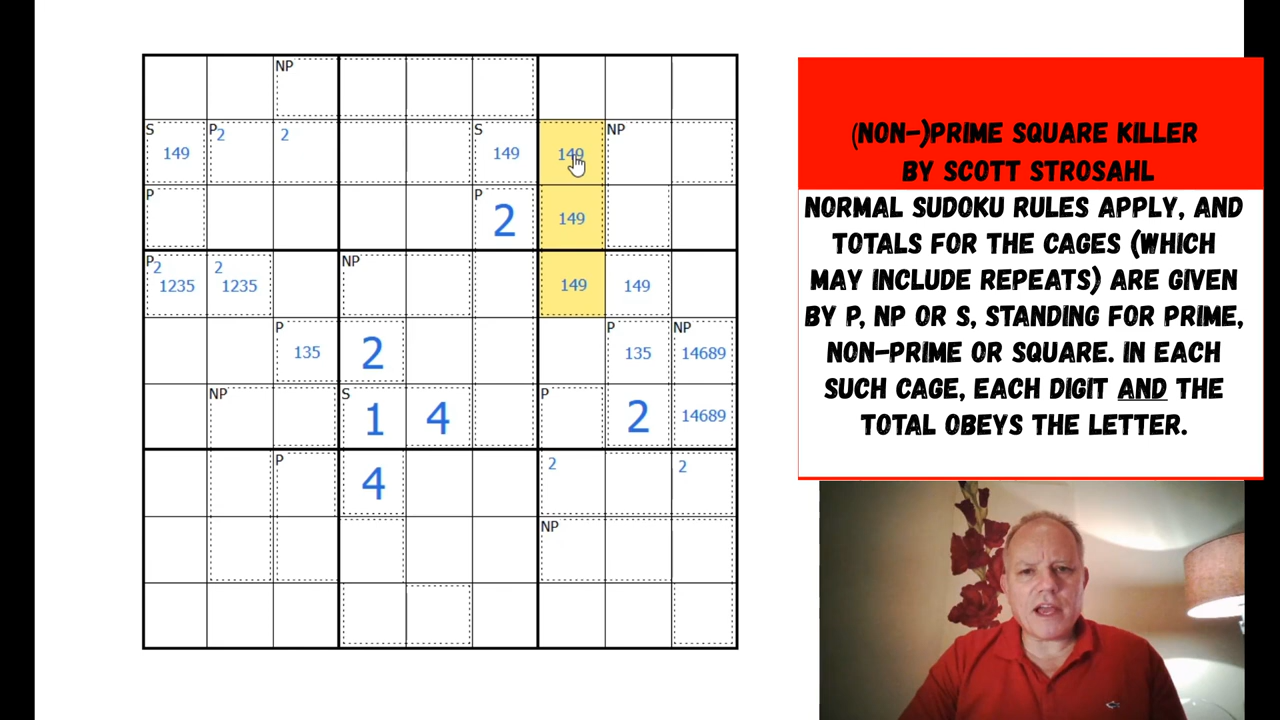 NP
S P2 2 S NP
149 149 149
P P
2 149
P2 2 NP
1235 1235 149 149
P P NP
135 2 135 14689
NP S P
1 4 2 14689
P 2 2
4
NP
(NON-)PRIME SQUARE KILLER
BY SCOTT STROSAHL
NORMAL SUDOKU RULES APPLY, AND
TOTALS FOR THE CAGES (WHICH
MAY INCLUDE REPEATS) ARE GIVEN
BY P, NP OR S, STANDING FOR PRIME,
NON-PRIME OR SQUARE. IN EACH
SUCH CAGE, EACH DIGIT AND THE
TOTAL OBEYS THE LETTER.